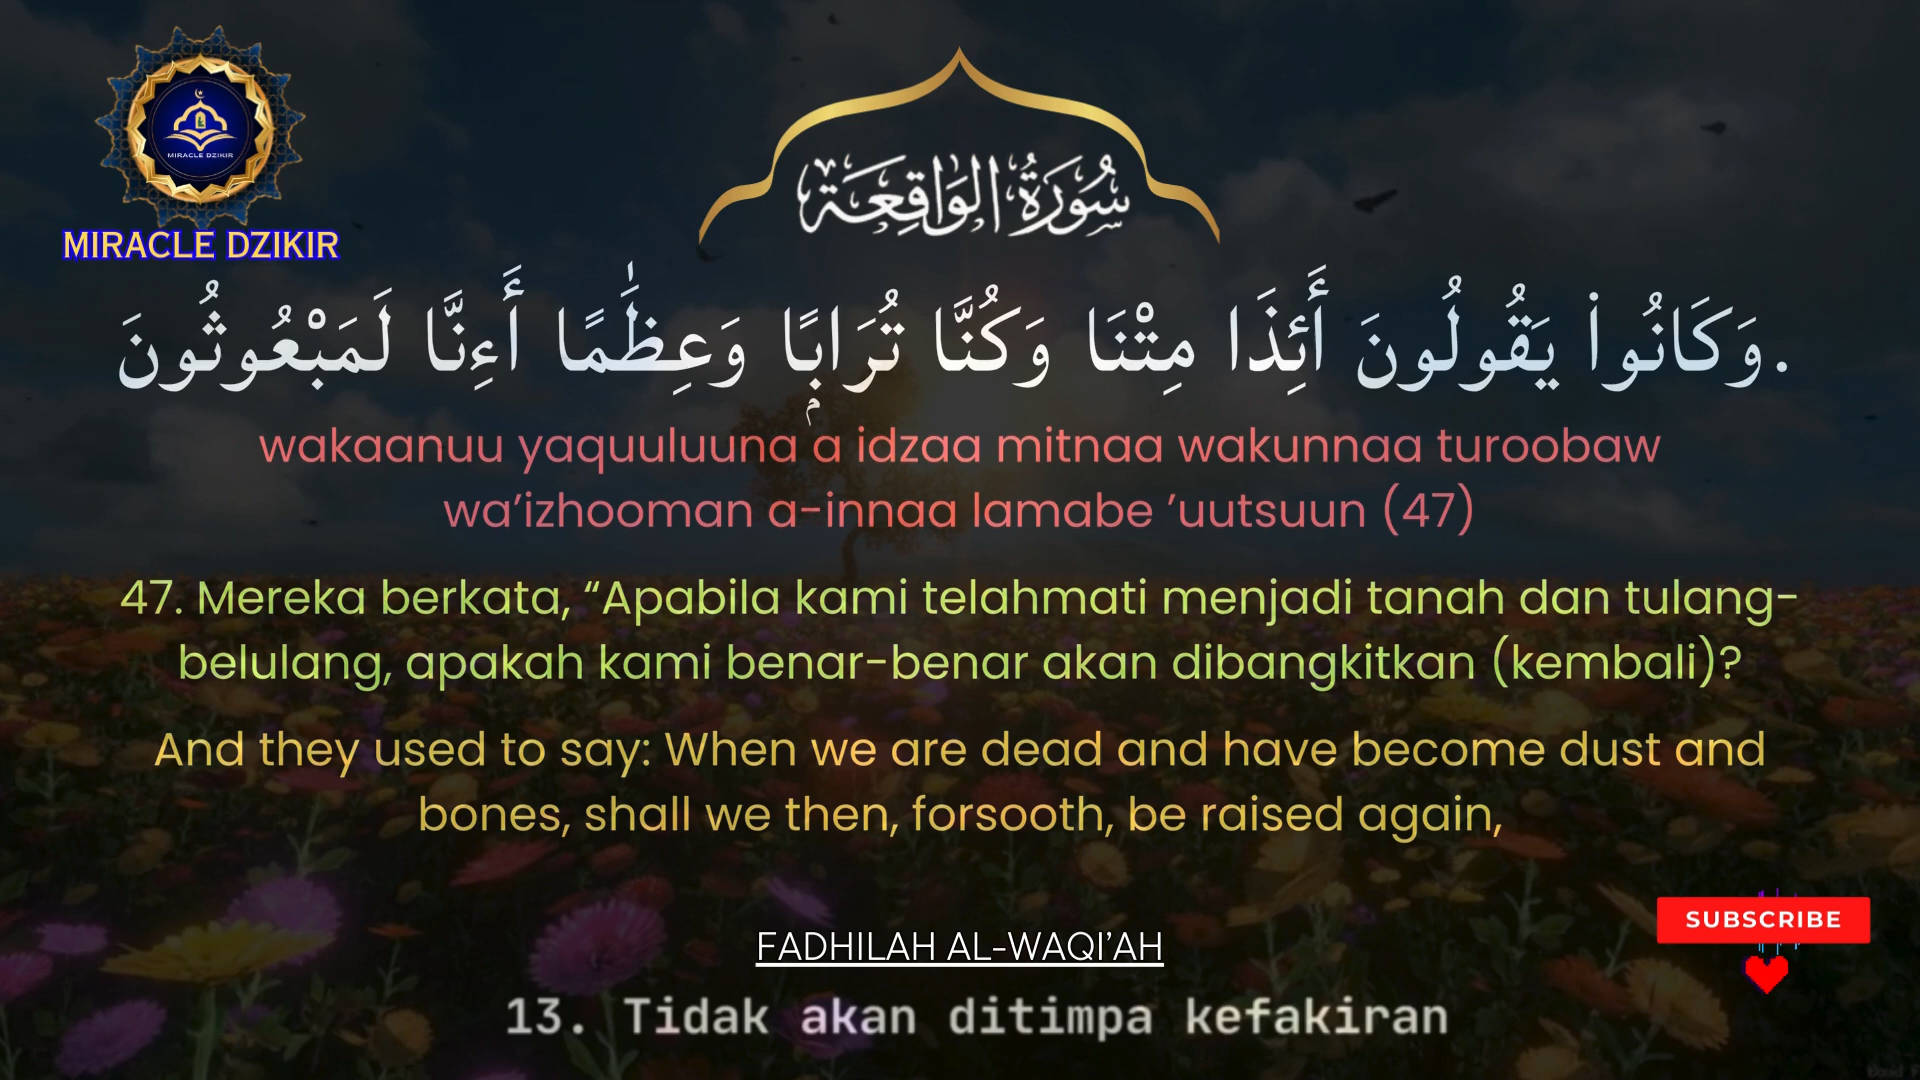 MIRACLE DZIKIR
MIRACLE DZIKIR
سُورَةُ الوَاقِعَة
وَكَانُوا۟ يَقُولُونَ أَئِذَا مِتْنَا وَكُنَّا تُرَابًۭا وَعِظَٰمًا أَءِنَّا لَمَبْعُوثُونَ.
wakaanuu yaquuluuna a idzaa mitnaa wakunnaa turoobaw
wa’izhooman a-innaa lamabe ’uutsuun (47)
47. Mereka berkata, “Apabila kami telahmati menjadi tanah dan tulang-
belulang, apakah kami benar-benar akan dibangkitkan (kembali)?
And they used to say: When we are dead and have become dust and
bones, shall we then, forsooth, be raised again,
SUBSCRIBE
FADHILAH AL-WAQI’AH
13. Tidak akan ditimpa kefakiran